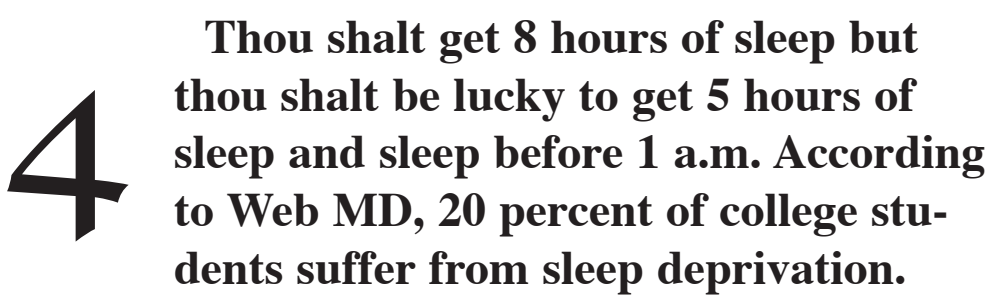 4
Thou shalt get 8 hours of sleep but
thou shalt be lucky to get 5 hours of
sleep and sleep before 1 a.m. According
to Web MD, 20 percent of college stu-
dents suffer from sleep deprivation.